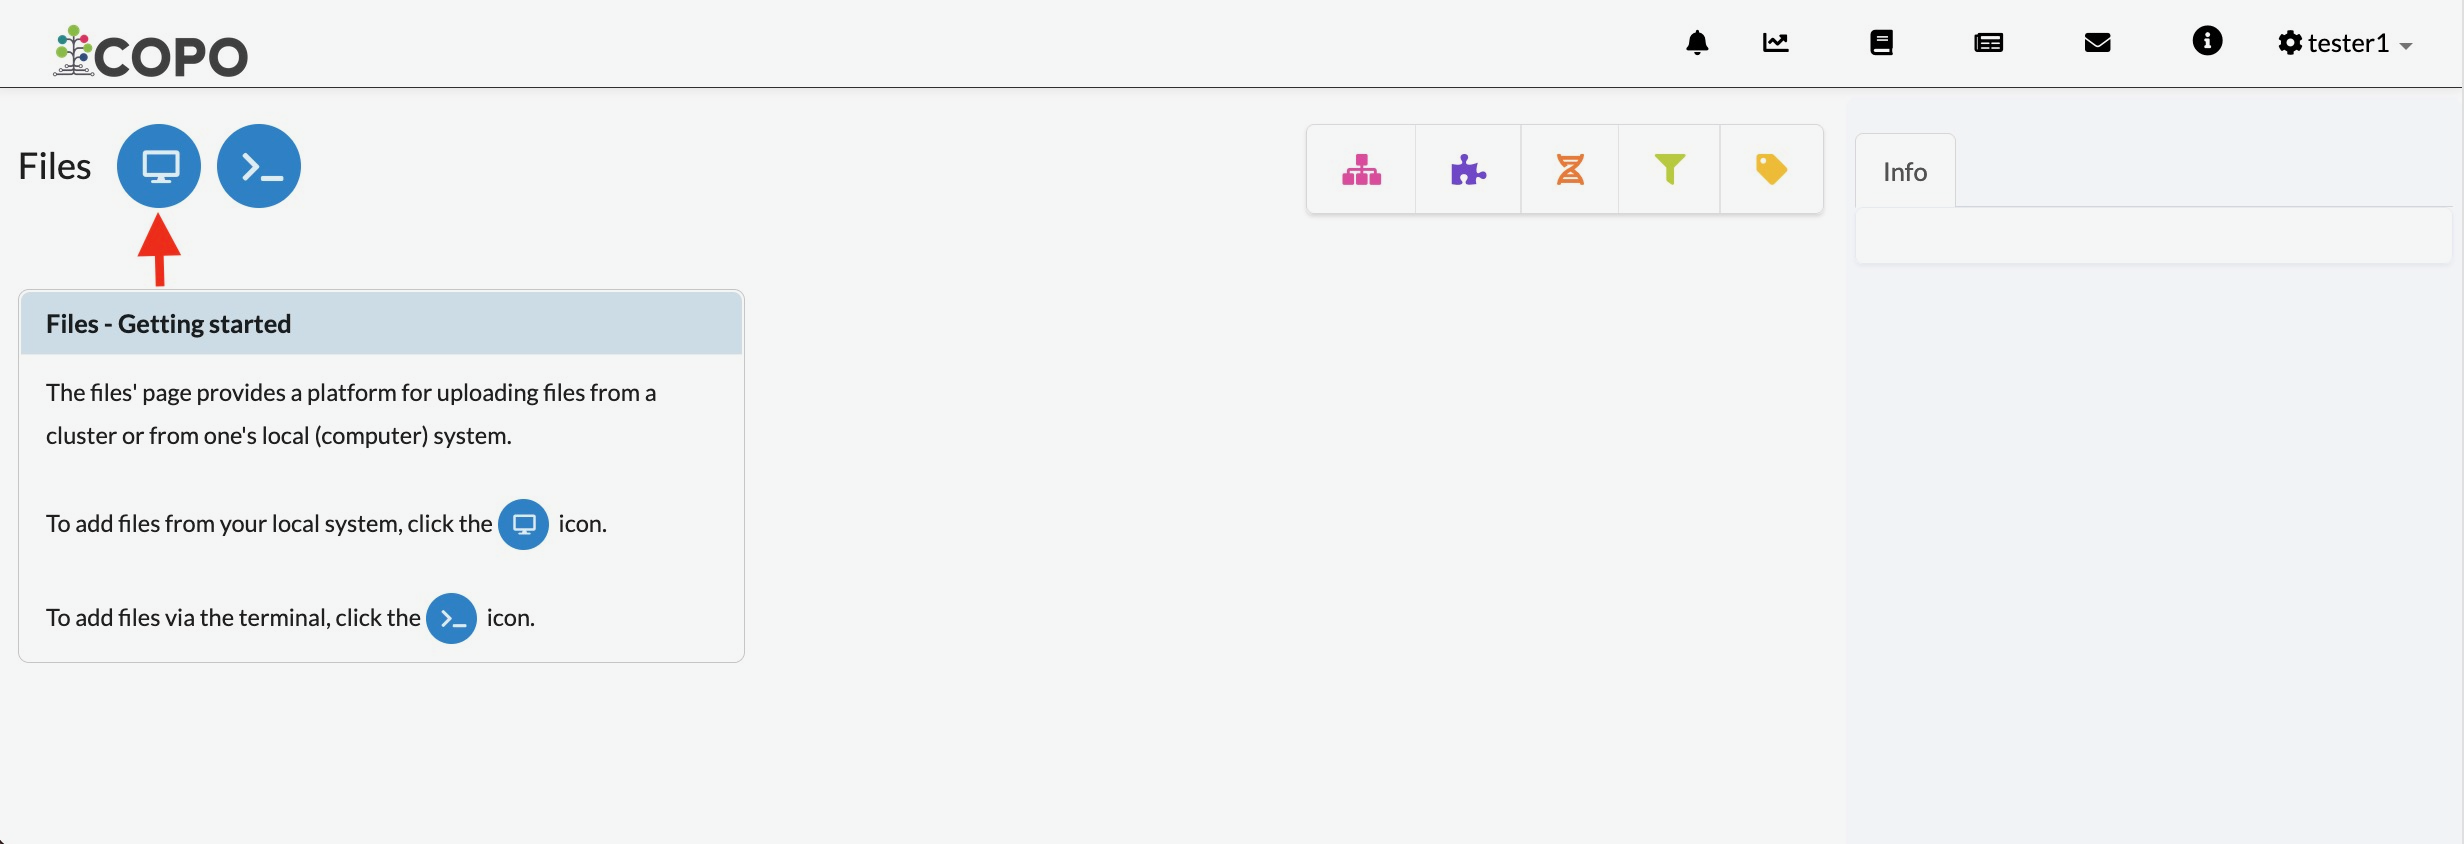 COPO
tester1
Files
Info
Files - Getting started
The files' page provides a platform for uploading files from a
cluster or from one's local (computer) system.
To add files from your local system, click the icon.
To add files via the terminal, click the icon.